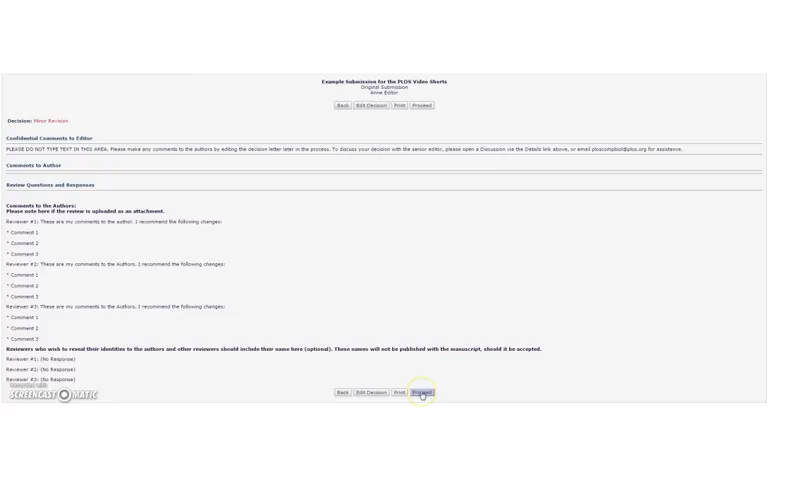 Example Submission for the PLOS Video Shorts
Original Submission
Anne Editor
Back Edit Decision Print Proceed
Decision: Minor Revision
Confidential Comments to Editor
PLEASE DO NOT TYPE TEXT IN THIS AREA. Please make any comments to the authors by editing the decision letter later in the process. To discuss your decision with the senior editor, please open a Discussion via the Details link above, or email ploscompbiol@plos.org for assistance.
Comments to Author
Review Questions and Responses
Comments to the Authors:
Please note here if the review is uploaded as an attachment.
Reviewer #1: These are my comments to the author. I recommend the following changes:
* Comment 1
* Comment 2
* Comment 3
Reviewer #2: These are my comments to the Authors. I recommend the following changes:
* Comment 1
* Comment 2
* Comment 3
Reviewer #3: These are my comments to the Authors. I recommend the following changes:
* Comment 1
* Comment 2
* Comment 3
Reviewers who wish to reveal their identities to the authors and other reviewers should include their name here (optional). These names will not be published with the manuscript, should it be accepted.
Reviewer #1: (No Response)
Reviewer #2: (No Response)
Reviewer #3: (No Response)
Recorded with
SCREENCAST MATIC
Back Edit Decision Print Proceed